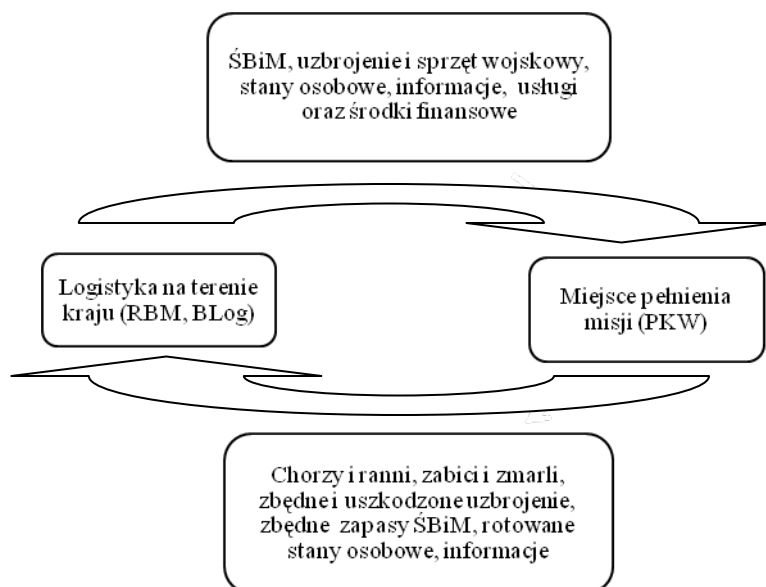 ŚBiM, uzbrojenie i sprzęt wojskowy,
stany osobowe, informacje, usługi
oraz środki finansowe
Logistyka na terenie
kraju (RBM, BLog)
Miejsce pełnienia
misji (PKW)
Chorzy i ranni, zabici i zmarli,
zbędne i uszkodzone uzbrojenie,
zbędne zapasy ŚBiM, rotowane
stany osobowe, informacje